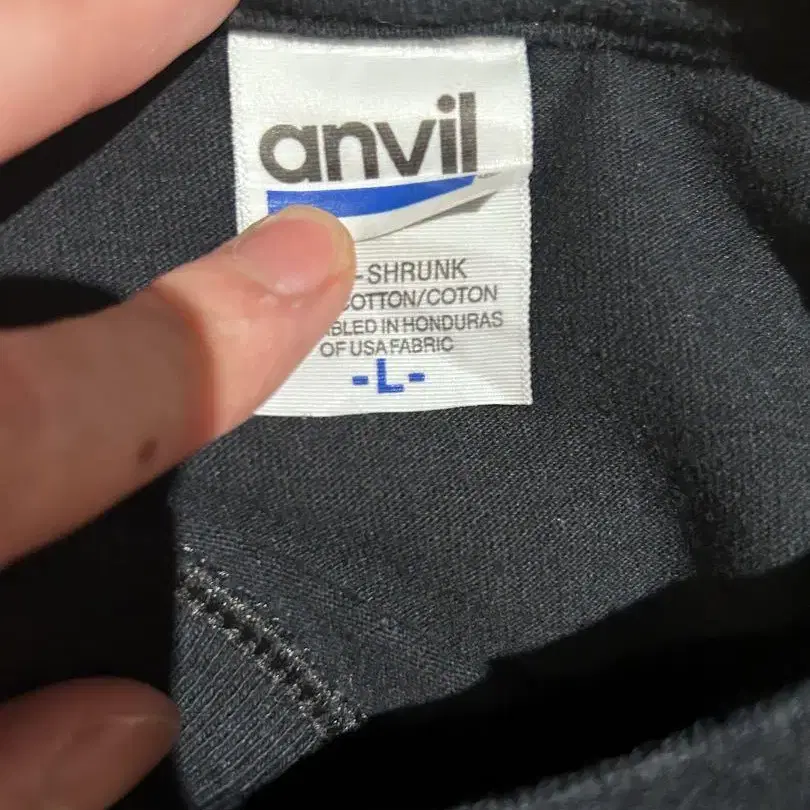 anvil
-SHRUNK
COTTON/COTON
BLED IN HONDURAS
OF USA FABRIC
-L-